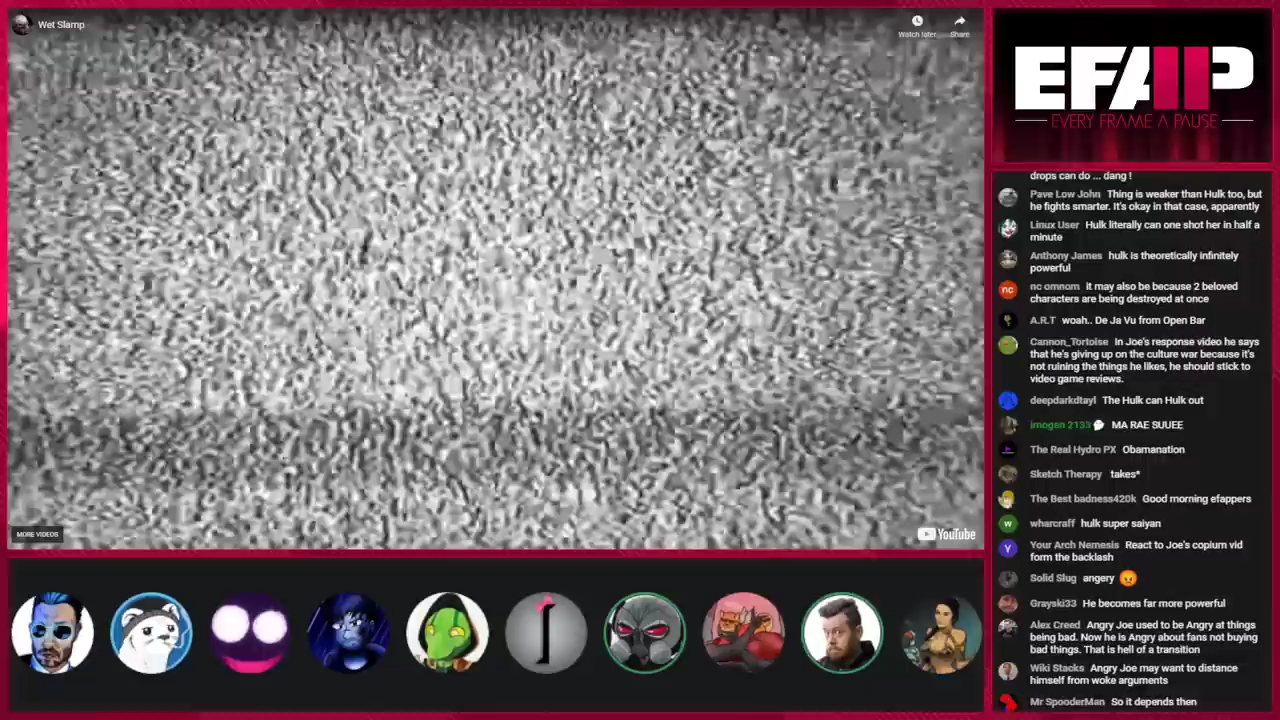 Wet Slamp
Watch later
Share
MORE VIDEOS
YouTube
EFAP
EVERY FRAME A PAUSE
drops can do ... dang !
Pave Low John Thing is weaker than Hulk too, but
he fights smarter. It's okay in that case, apparently
Linux User Hulk literally can one shot her in half a
minute
Anthony James hulk is theoretically infinitely
powerful
nc
nc omnom it may also be because 2 beloved
characters are being destroyed at once
A.R.T woah.. De Ja Vu from Open Bar
Cannon_Tortoise In Joe's response video he says
that he's giving up on the culture war because it's
not ruining the things he likes, he should stick to
video game reviews.
deepdarkdtayl The Hulk can Hulk out
imogen 2133 MA RAE SUUEE
The Real Hydro PX Obamanation
Sketch Therapy takes*
The Best badness420k Good morning efappers
w
wharcraff hulk super saiyan
Y
Your Arch Nemesis React to Joe's copium vid
form the backlash
Solid Slug angery
Grayski33 He becomes far more powerful
Alex Creed Angry Joe used to be Angry at things
being bad. Now he is Angry about fans not buying
bad things. That is hell of a transition
Wiki Stacks Angry Joe may want to distance
himself from woke arguments
Mr SpooderMan So it depends then